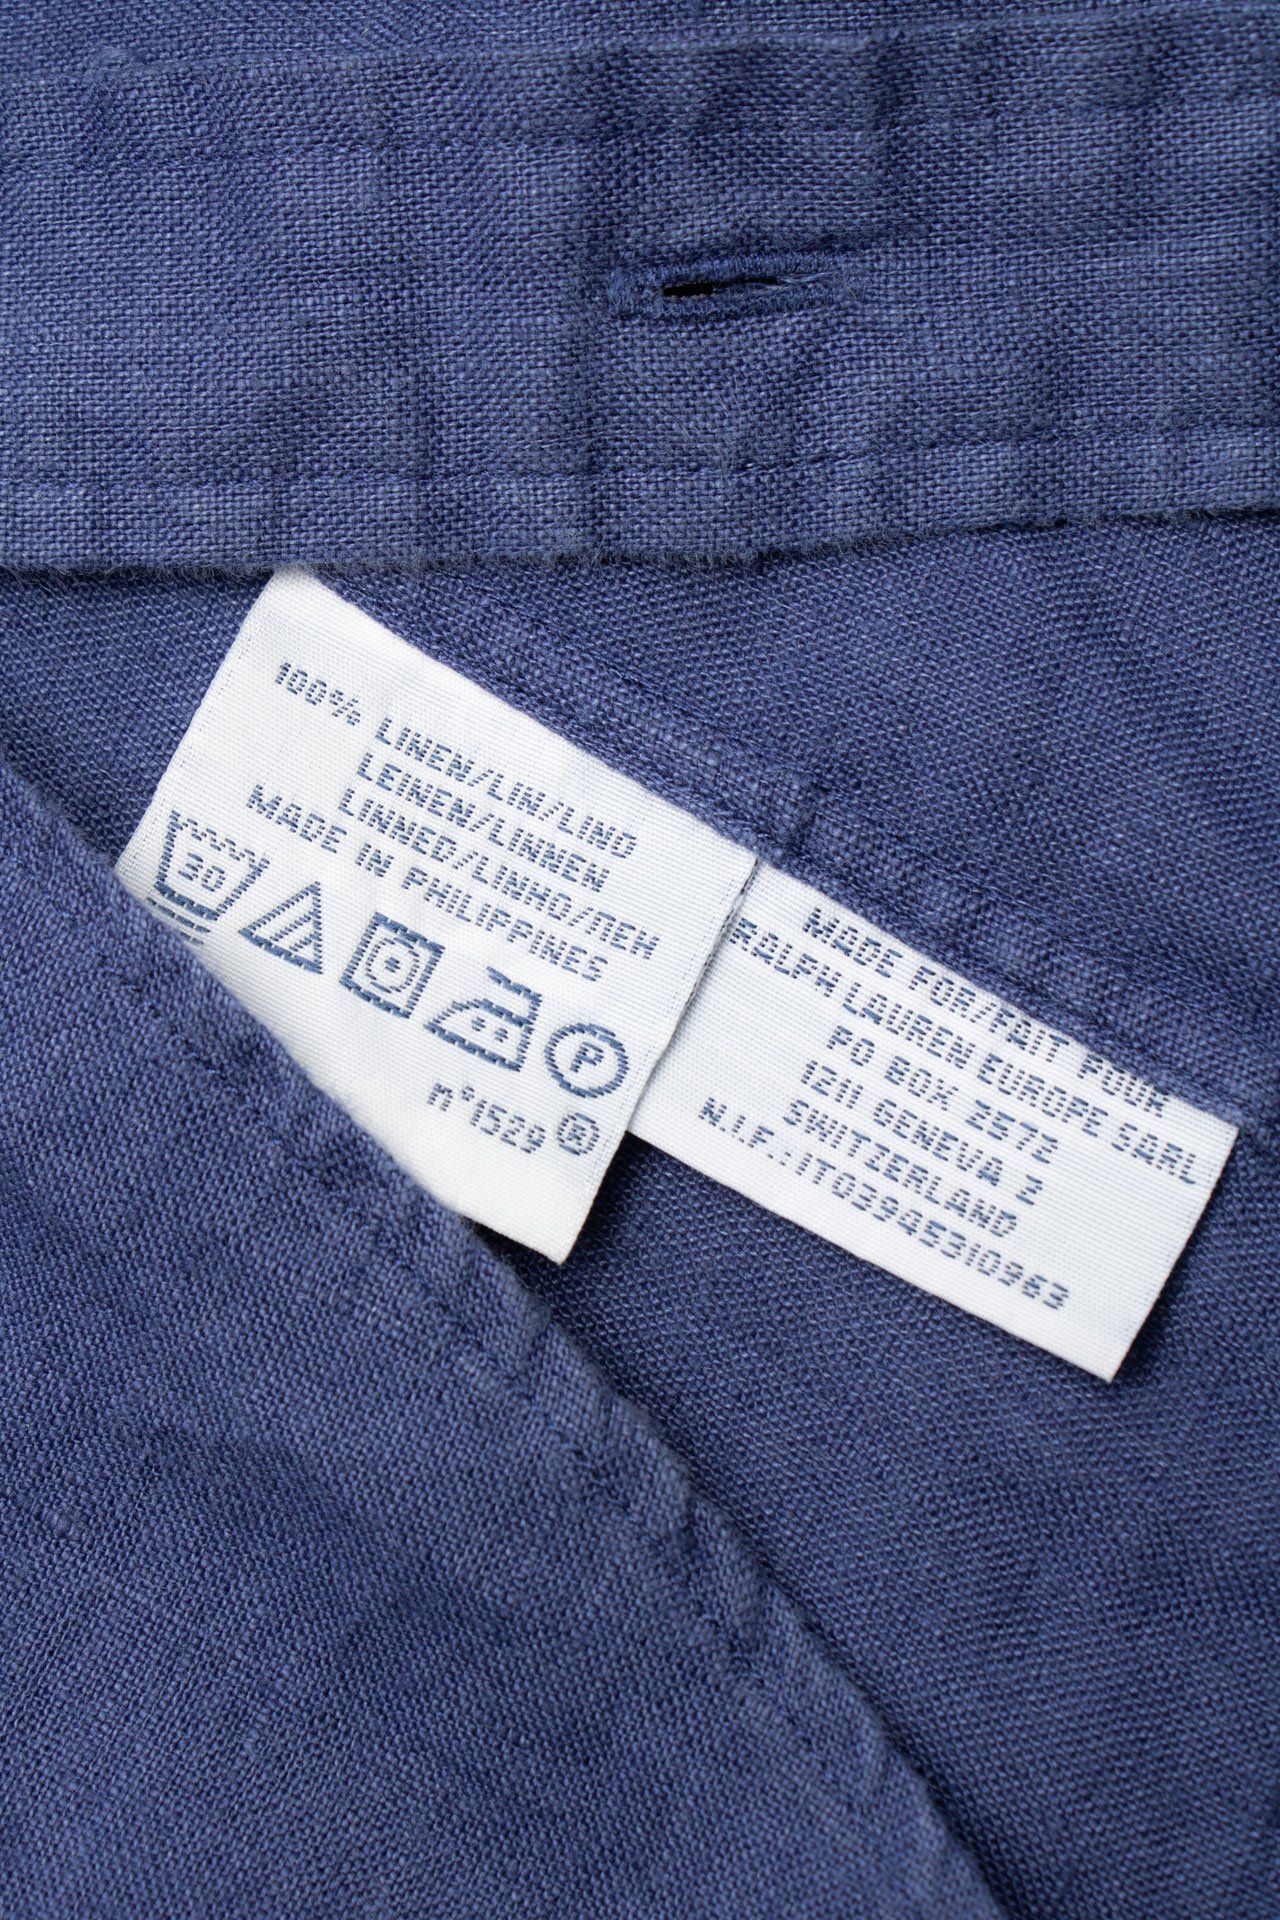 100% LINEN/LIN/LINO
LEINEN/LINNEN
LINNED/LINHO/ЛЕН
MADE IN PHILIPPINES
30
P
n°1529 ®
MADE FOR/FAIT POUR
RALPH LAUREN EUROPE SARL
PO BOX 2572
1211 GENEVA 2
SWITZERLAND
N.I.F.:IT03945310963